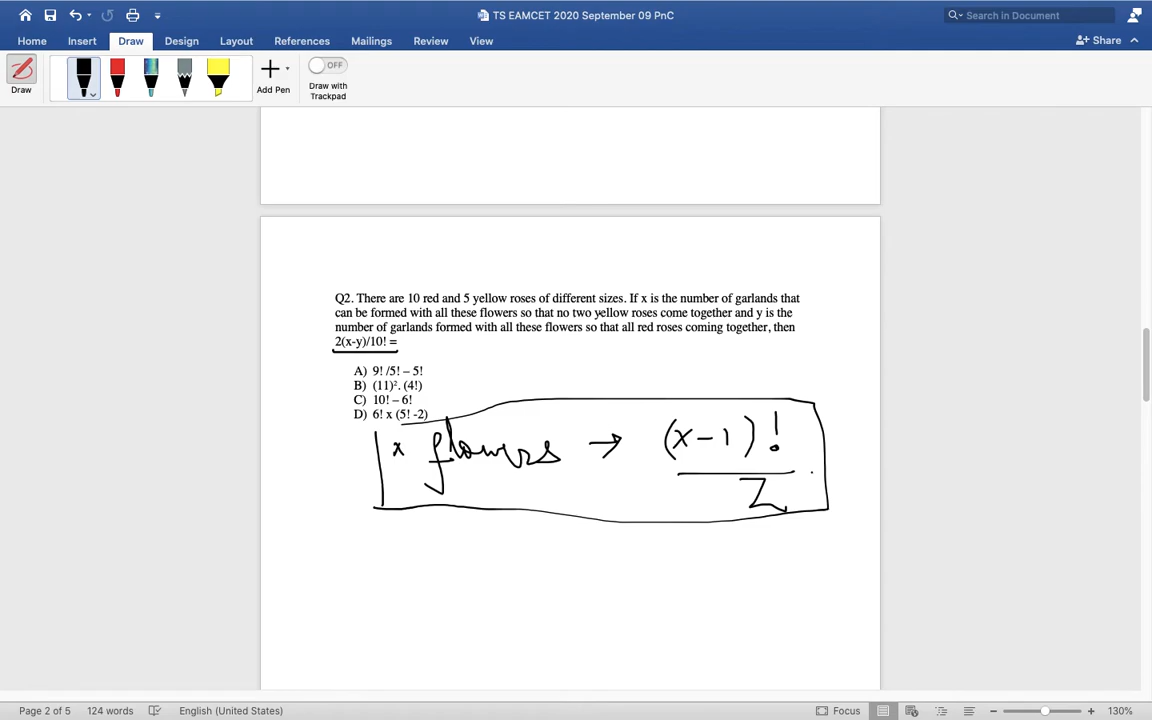 TS EAMCET 2020 September 09 PnC
Search in Document
Home Insert Draw Design Layout References Mailings Review View
Share
OFF
Draw
Add Pen
Draw with
Trackpad
Q2. There are 10 red and 5 yellow roses of different sizes. If x is the number of garlands that
can be formed with all these flowers so that no two yellow roses come together and y is the
number of garlands formed with all these flowers so that all red roses coming together, then
2(x-y)/10! =
A) 9! /5! – 5!
B) (11)². (4!)
C) 10! – 6!
D) 6! x (5! -2)
x flowers → (x-1)!
2
Page 2 of 5 124 words English (United States) Focus 130%